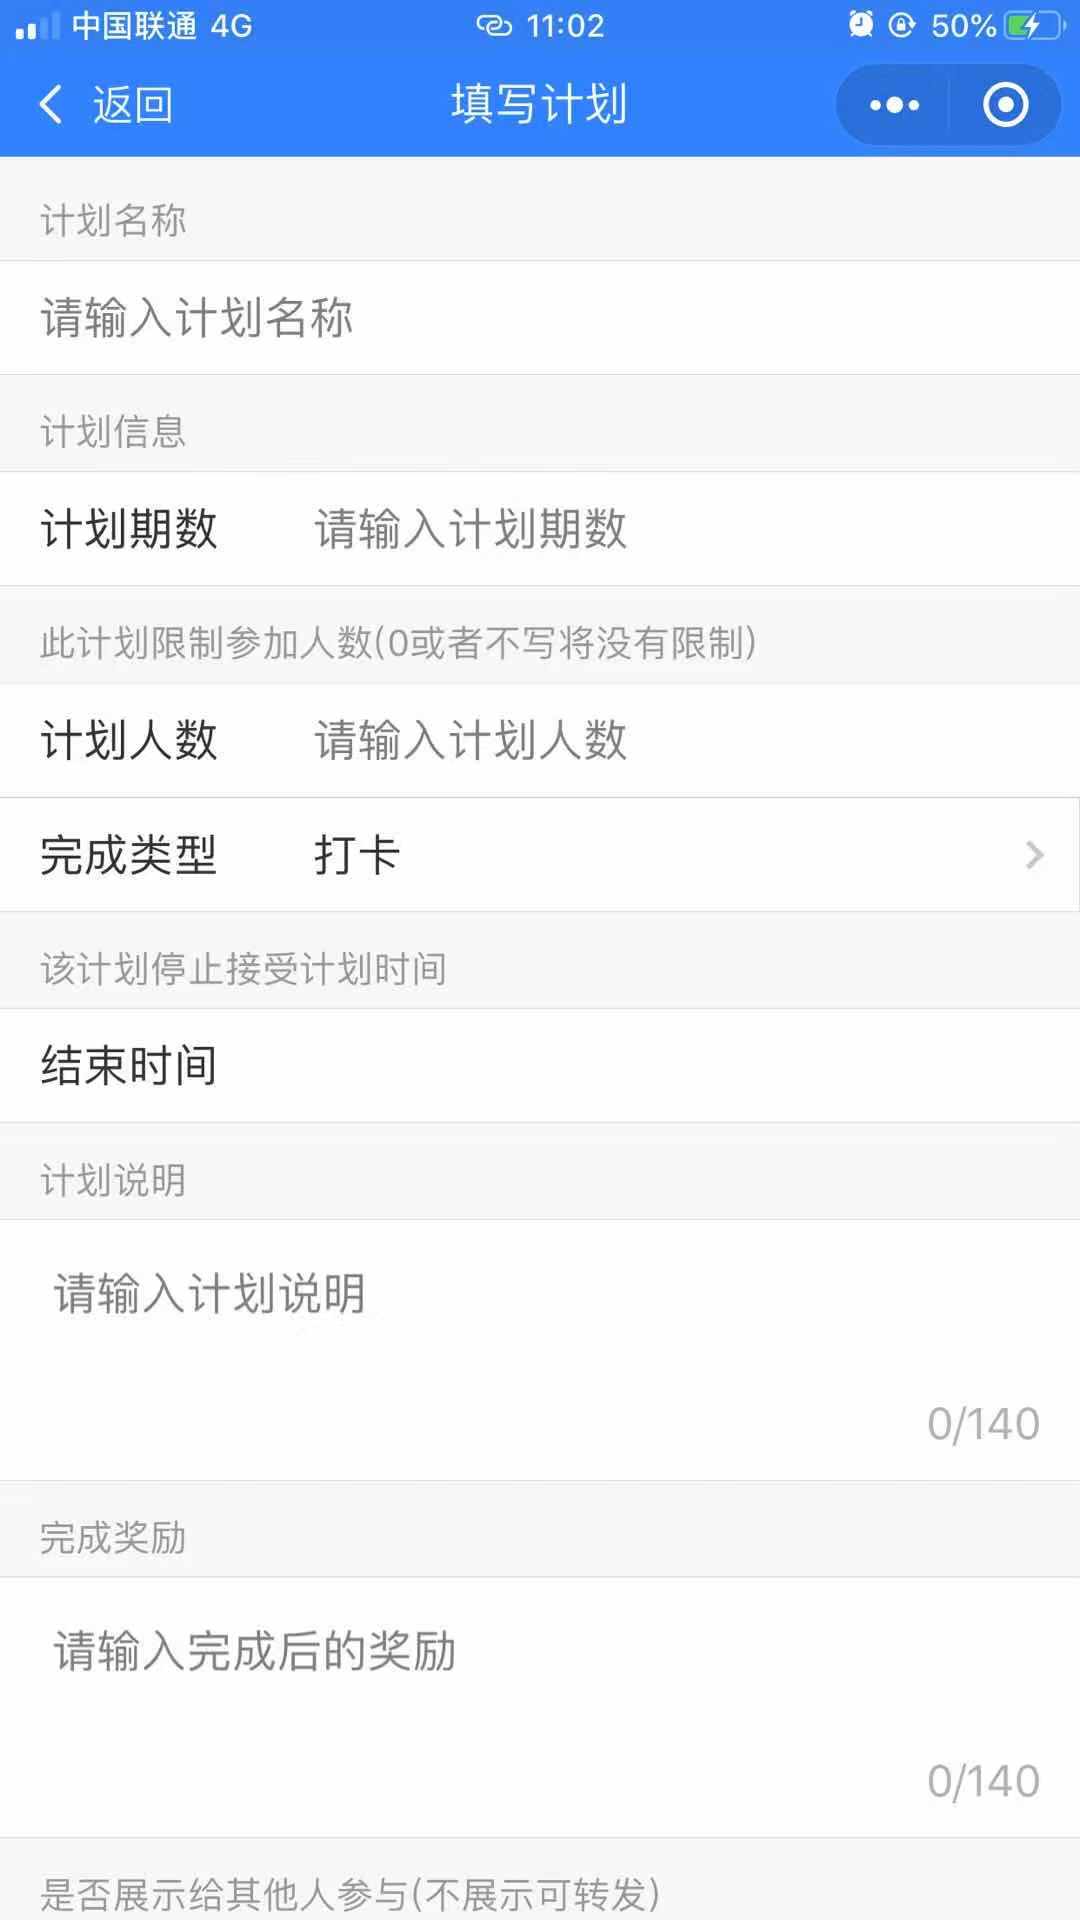 中国联通 4G 11:02 50%
返回 填写计划
计划名称
请输入计划名称
计划信息
计划期数 请输入计划期数
此计划限制参加人数(0或者不写将没有限制)
计划人数 请输入计划人数
完成类型 打卡
该计划停止接受计划时间
结束时间
计划说明
请输入计划说明
0/140
完成奖励
请输入完成后的奖励
0/140
是否展示给其他人参与(不展示可转发)